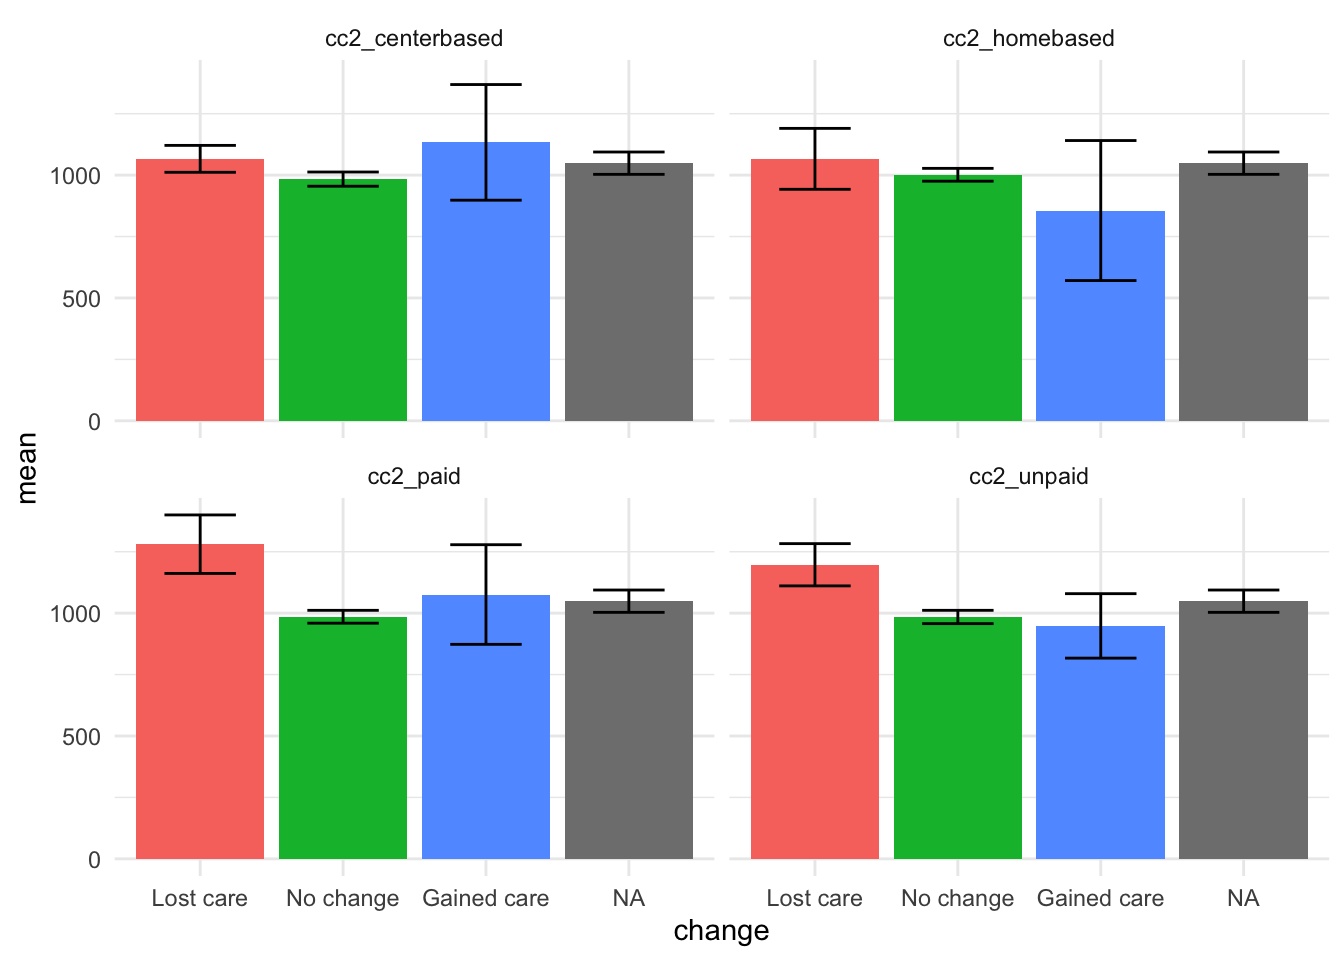 cc2_centerbased
cc2_homebased
1000
500
0
cc2_paid
cc2_unpaid
1000
500
0
Lost care No change Gained care NA
Lost care No change Gained care NA
change
mean